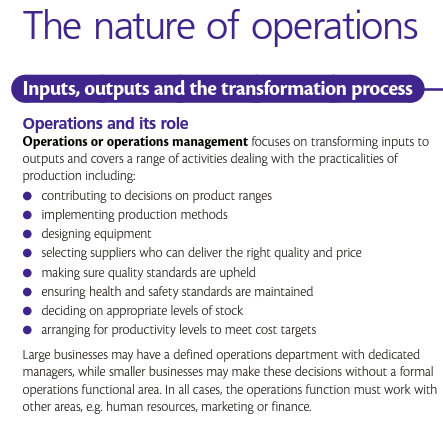 The nature of operations
Inputs, outputs and the transformation process
Operations and its role
Operations or operations management focuses on transforming inputs to
outputs and covers a range of activities dealing with the practicalities of
production including:
● contributing to decisions on product ranges
● implementing production methods
● designing equipment
● selecting suppliers who can deliver the right quality and price
● making sure quality standards are upheld
● ensuring health and safety standards are maintained
● deciding on appropriate levels of stock
● arranging for productivity levels to meet cost targets
Large businesses may have a defined operations department with dedicated
managers, while smaller businesses may make these decisions without a formal
operations functional area. In all cases, the operations function must work with
other areas, e.g. human resources, marketing or finance.